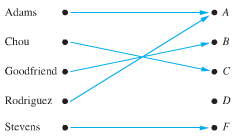 Adams A
Chou B
Goodfriend C
Rodriguez D
Stevens F